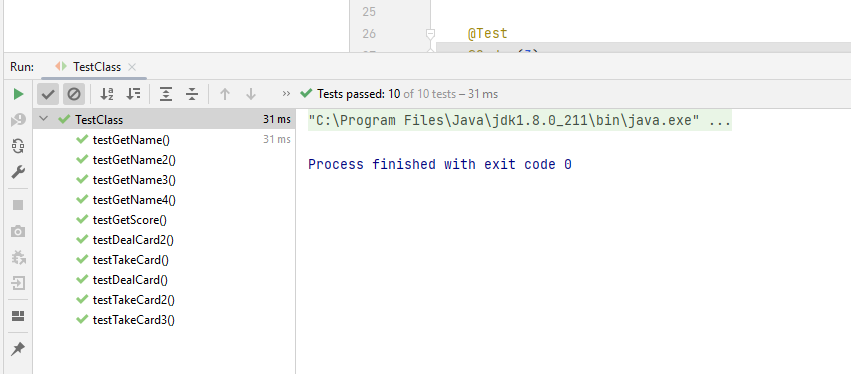 25
26 @Test
Run: TestClass
Tests passed: 10 of 10 tests – 31 ms
TestClass 31 ms
testGetName() 31 ms
testGetName2()
testGetName3()
testGetName4()
testGetScore()
testDealCard2()
testTakeCard()
testDealCard()
testTakeCard2()
testTakeCard3()
"C:\Program Files\Java\jdk1.8.0_211\bin\java.exe" ...
Process finished with exit code 0